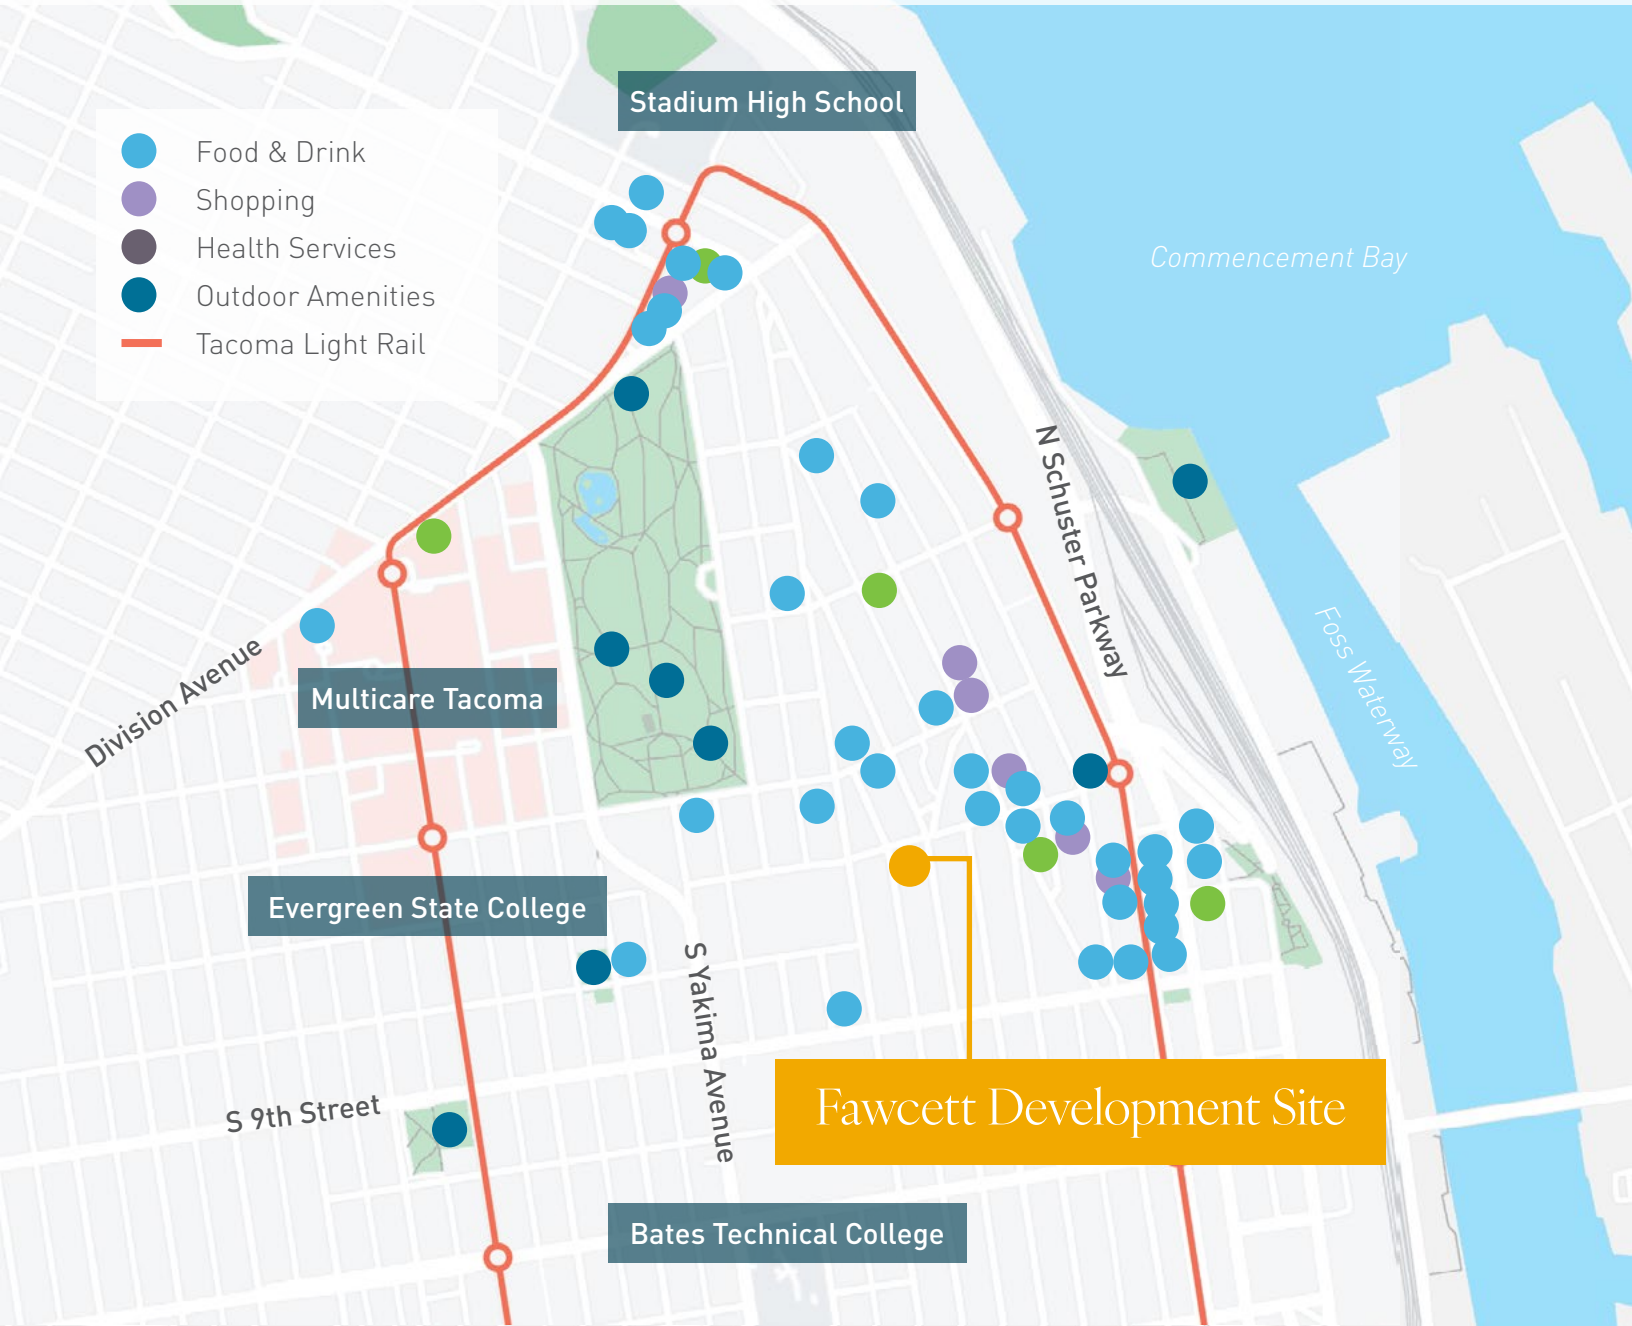 Stadium High School
Food & Drink
Shopping
Health Services
Outdoor Amenities
Tacoma Light Rail
Commencement Bay
N Schuster Parkway
Foss Waterway
Division Avenue
Multicare Tacoma
Evergreen State College
S Yakima Avenue
S 9th Street
Fawcett Development Site
Bates Technical College